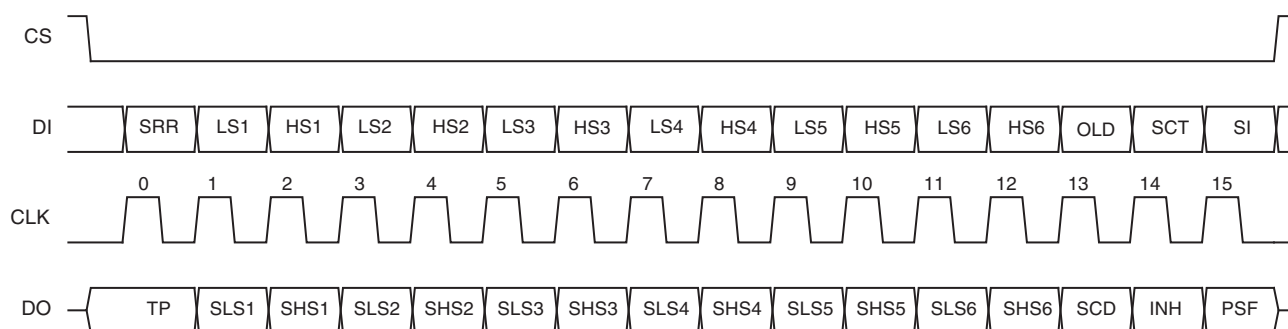 CS
DI SRR LS1 HS1 LS2 HS2 LS3 HS3 LS4 HS4 LS5 HS5 LS6 HS6 OLD SCT SI
0 1 2 3 4 5 6 7 8 9 10 11 12 13 14 15
CLK
DO TP SLS1 SHS1 SLS2 SHS2 SLS3 SHS3 SLS4 SHS4 SLS5 SHS5 SLS6 SHS6 SCD INH PSF